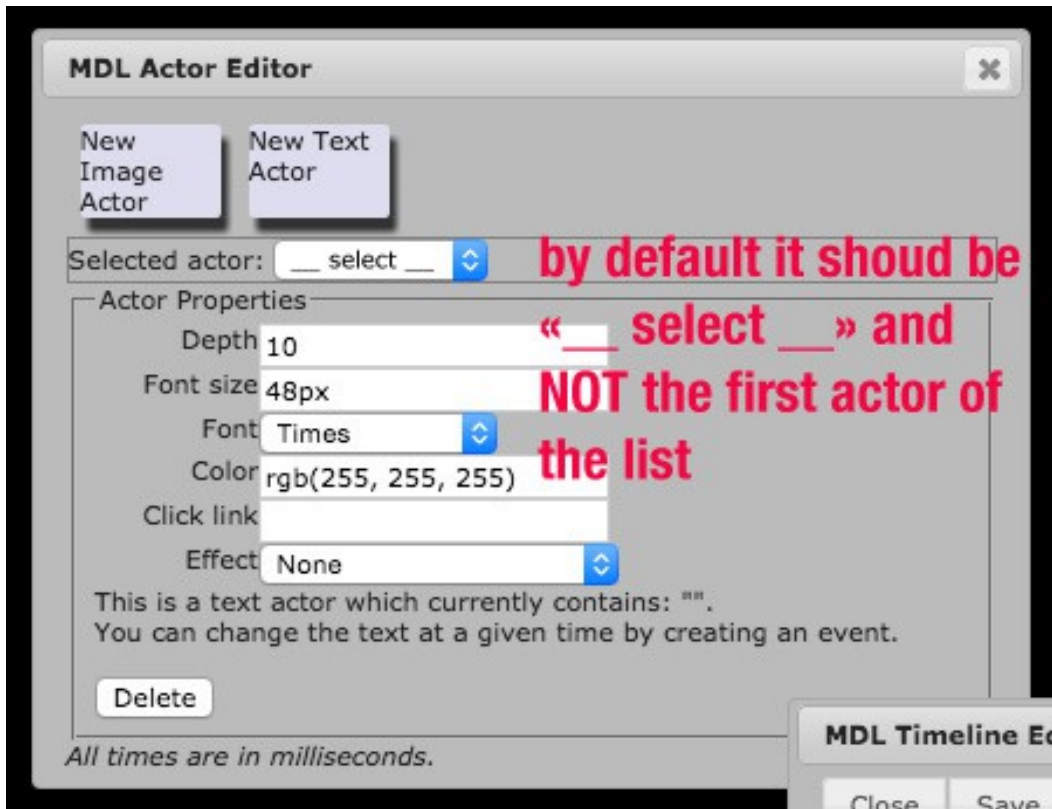 MDL Actor Editor
New
Image
Actor
New Text
Actor
Selected actor: __ select __
by default it shoud be
«__ select __» and
NOT the first actor of
the list
Actor Properties
Depth 10
Font size 48px
Font Times
Color rgb(255, 255, 255)
Click link
Effect None
This is a text actor which currently contains: "".
You can change the text at a given time by creating an event.
Delete
All times are in milliseconds.
MDL Timeline Ed
Close Save